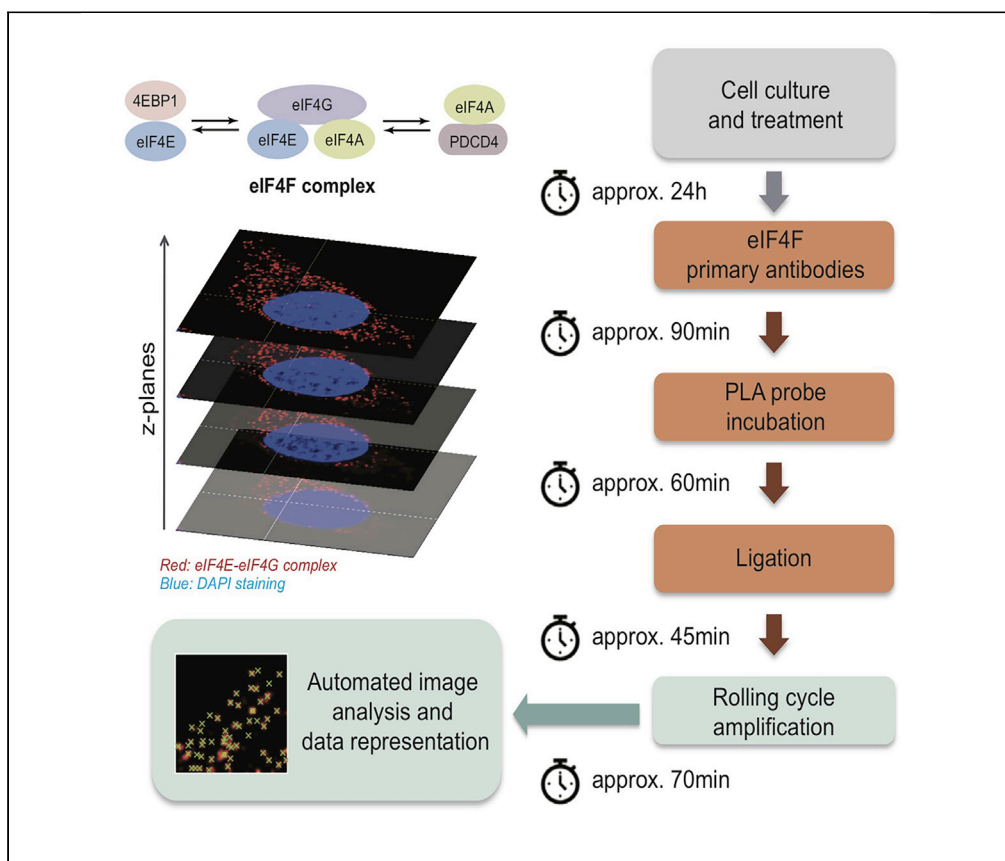 4EBP1
eIF4E
eIF4G
eIF4E
eIF4A
eIF4A
PDCD4
eIF4F complex
z-planes
Red: eIF4E-eIF4G complex
Blue: DAPI staining
Cell culture
and treatment
approx. 24h
eIF4F
primary antibodies
approx. 90min
PLA probe
incubation
approx. 60min
Ligation
approx. 45min
Rolling cycle
amplification
approx. 70min
Automated image
analysis and
data representation